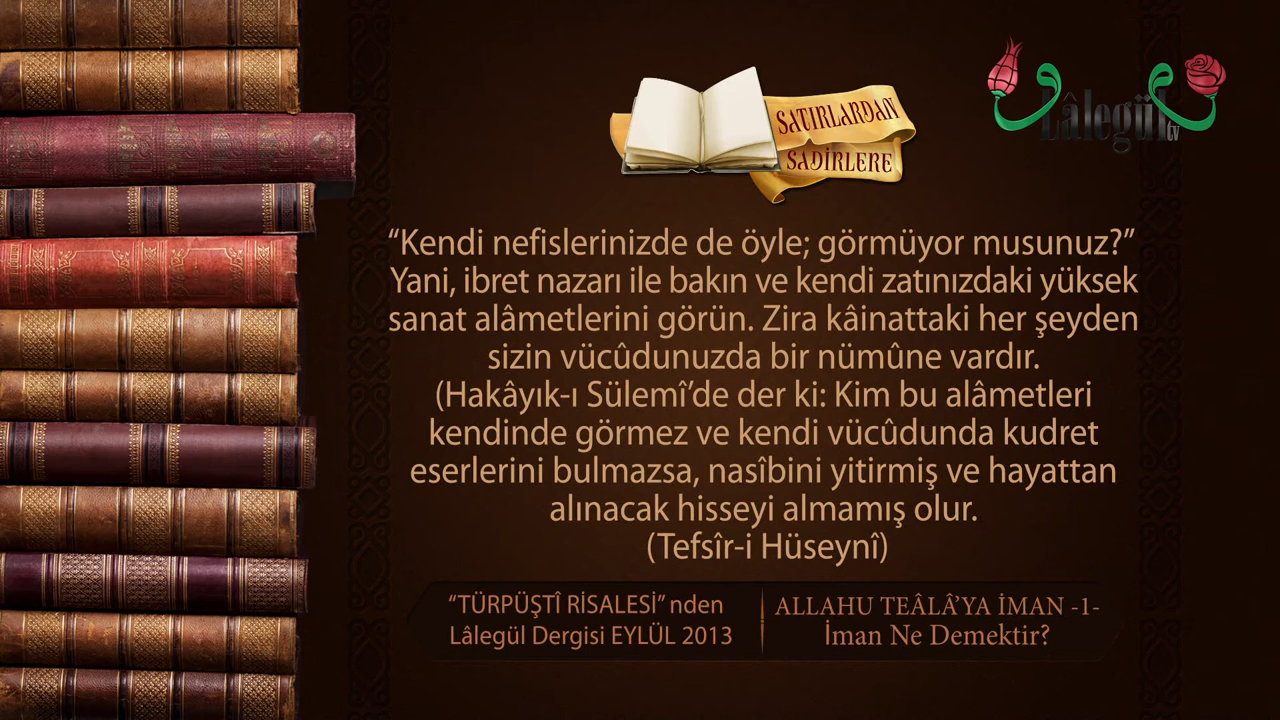 SATIRLARDAN
SADIRLERE
Lâlegül tv
“Kendi nefislerinizde de öyle; görmüyor musunuz?”
Yani, ibret nazarı ile bakın ve kendi zatınızdaki yüksek
sanat alâmetlerini görün. Zira kâinattaki her şeyden
sizin vücûdunuzda bir nümûne vardır.
(Hakâyık-ı Sülemî’de der ki: Kim bu alâmetleri
kendinde görmez ve kendi vücûdunda kudret
eserlerini bulmazsa, nasîbini yitirmiş ve hayattan
alınacak hisseyi almamış olur.
(Tefsîr-i Hüseynî)
“TÜRPÜŞTÎ RİSALESİ” nden
Lâlegül Dergisi EYLÜL 2013
ALLAHU TEÂLÂ’YA İMAN -1-
İman Ne Demektir?